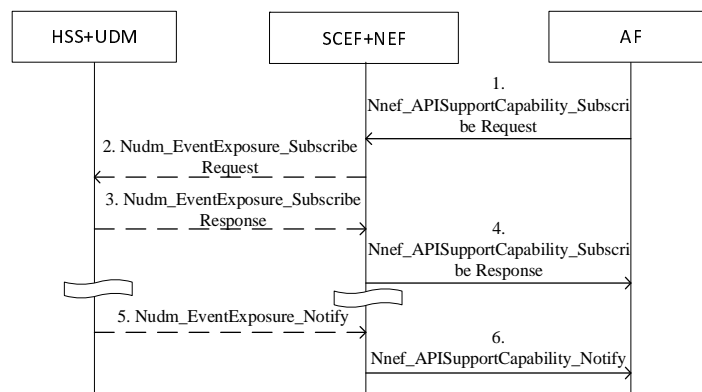 HSS+UDM
SCEF+NEF
AF
1.
Nnef_APISupportCapability_Subscri
be Request
2. Nudm_EventExposure_Subscribe
Request
3. Nudm_EventExposure_Subscribe
Response
4.
Nnef_APISupportCapability_Subscri
be Response
5. Nudm_EventExposure_Notify
6.
Nnef_APISupportCapability_Notify